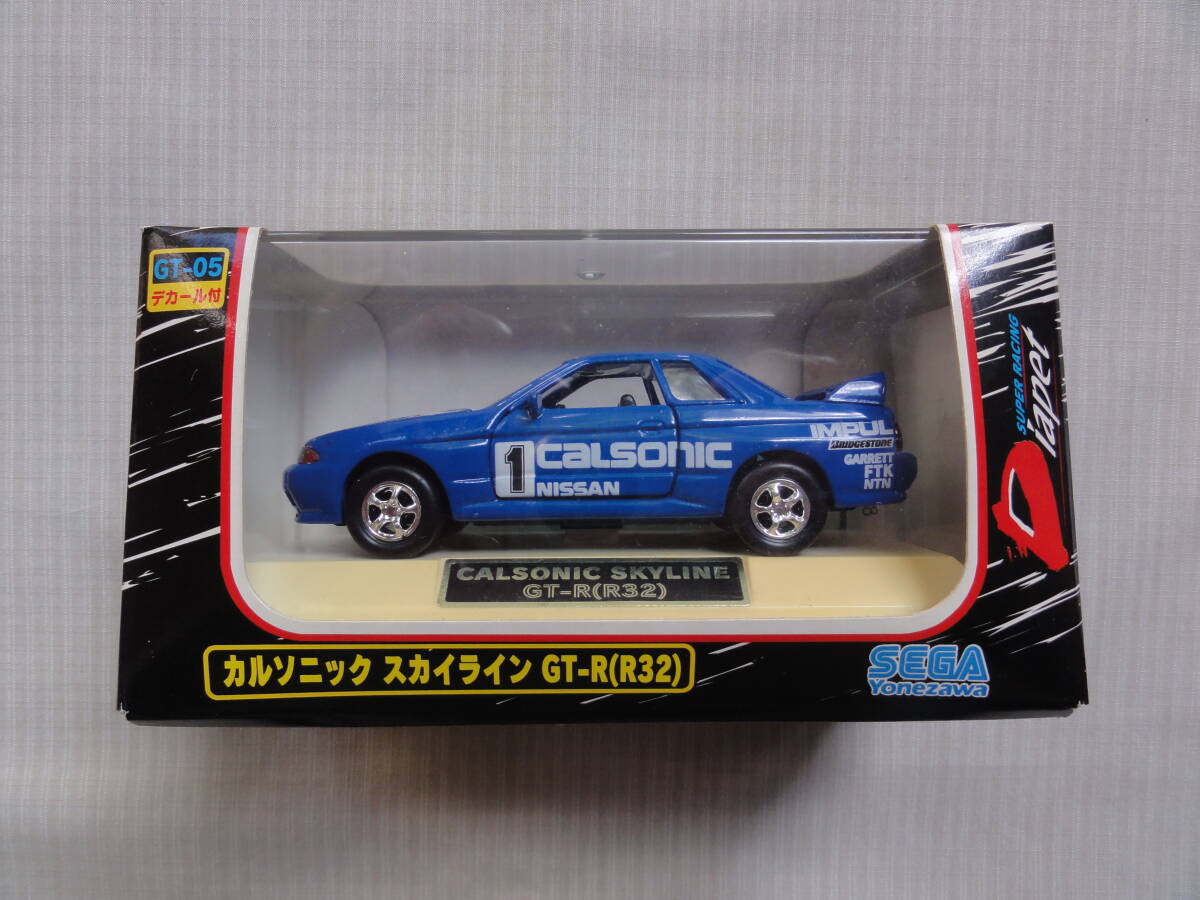 GT-05
デカール付
SUPER RACING
Diapet
1 CALSONIC
NISSAN
IMPUL
BRIDGESTONE
GARRETT
FTK
NTN
CALSONIC SKYLINE
GT-R(R32)
カルソニック スカイライン GT-R(R32)
SEGA
Yonezawa